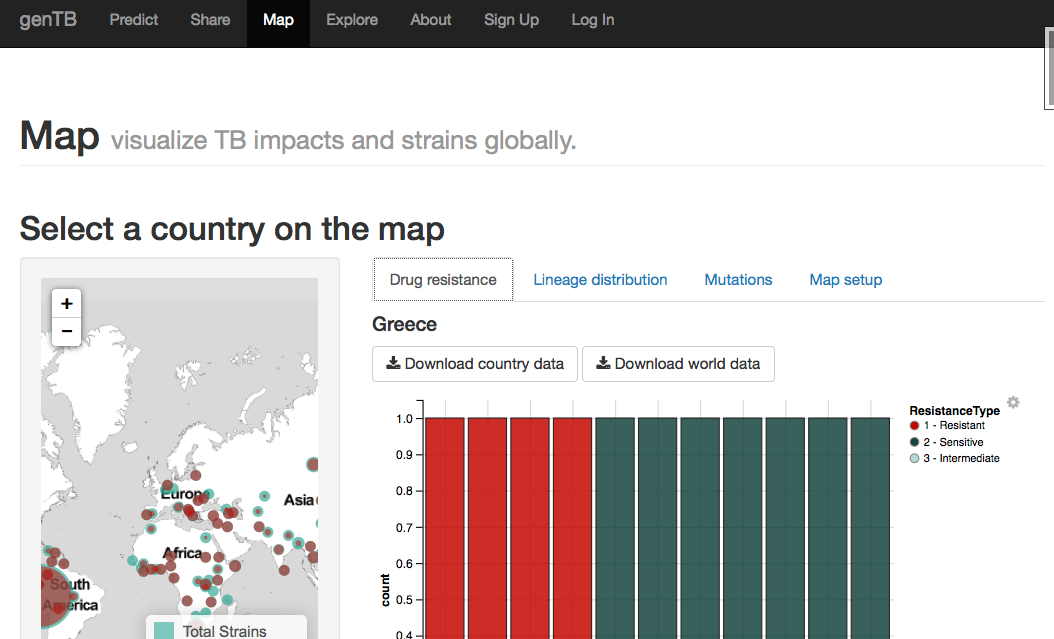 genTB Predict Share Map Explore About Sign Up Log In
Map visualize TB impacts and strains globally.
Select a country on the map
+
−
Europe
Asia
Africa
South
America
Total Strains
Drug resistance Lineage distribution Mutations Map setup
Greece
Download country data Download world data
1.0
0.9
0.8
0.7
0.6
0.5
0.4
count
ResistanceType
1 - Resistant
2 - Sensitive
3 - Intermediate